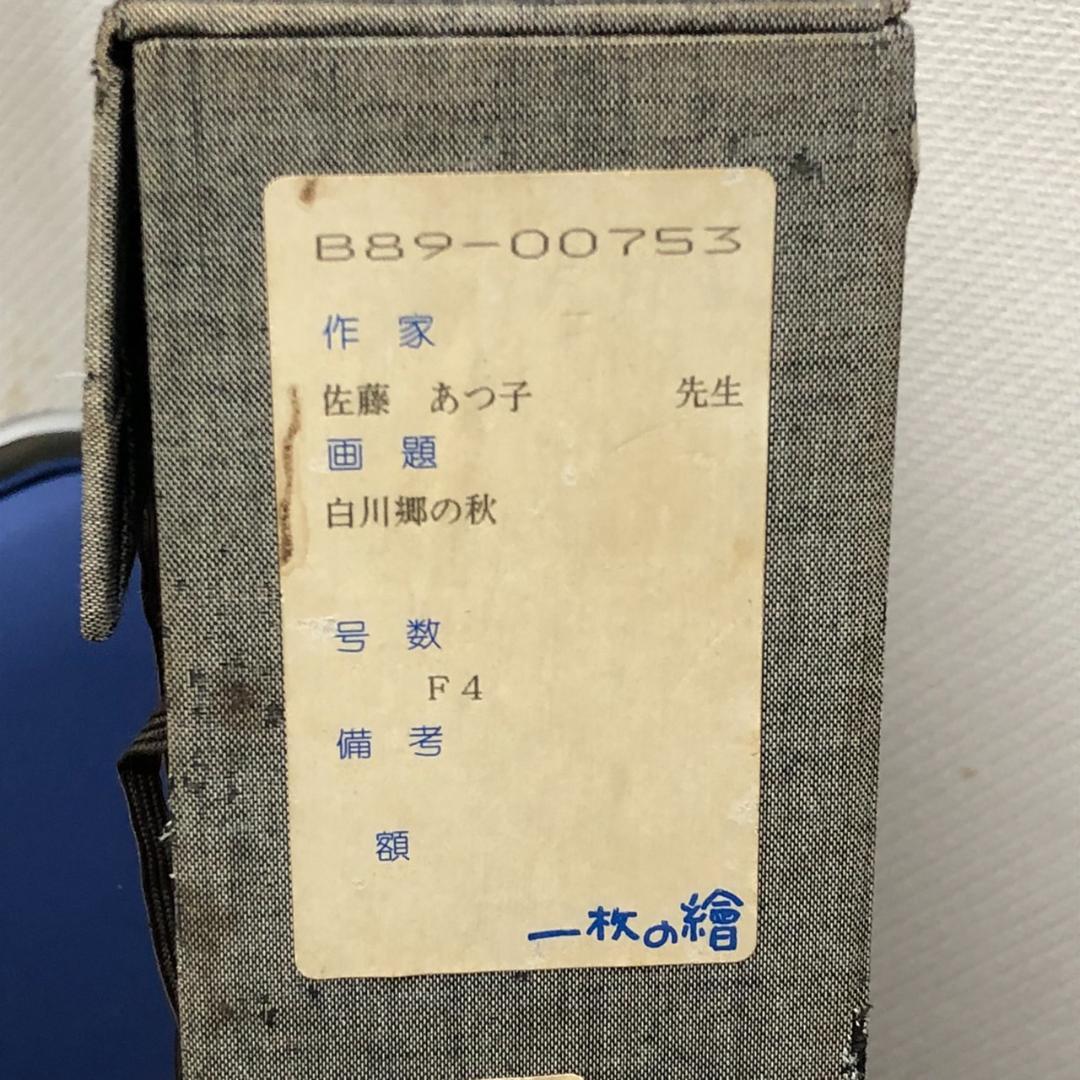 B89-00753
作 家
佐藤 あつ子 先生
画 題
白川郷の秋
号 数
F4
備 考
額
一枚の繪